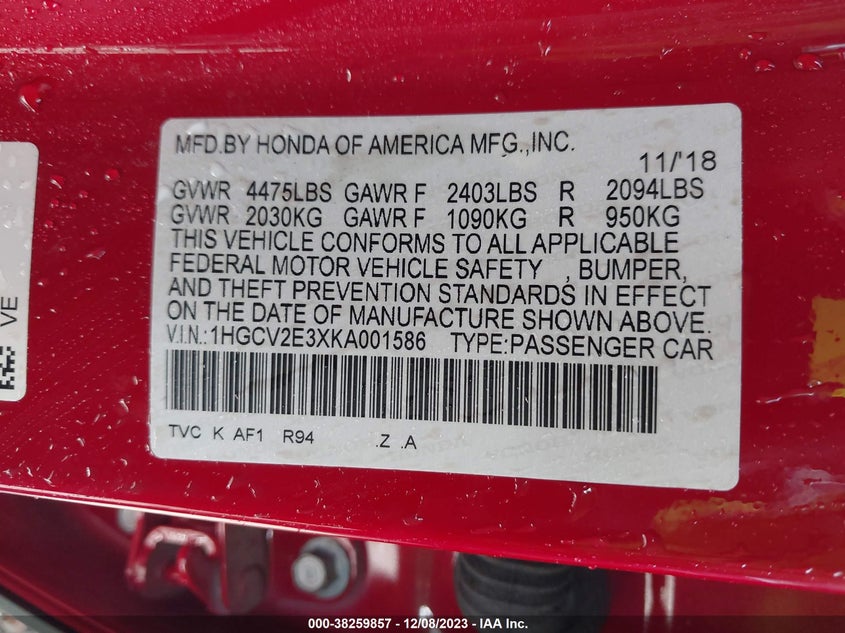 MFD.BY HONDA OF AMERICA MFG.,INC.
11/'18
GVWR 4475LBS GAWR F 2403LBS R 2094LBS
GVWR 2030KG GAWR F 1090KG R 950KG
THIS VEHICLE CONFORMS TO ALL APPLICABLE
FEDERAL MOTOR VEHICLE SAFETY , BUMPER,
AND THEFT PREVENTION STANDARDS IN EFFECT
ON THE DATE OF MANUFACTURE SHOWN ABOVE.
V.I.N.:1HGCV2E3XKA001586 TYPE:PASSENGER CAR
TVC K AF1 R94 .Z .A
VE
000-38259857 - 12/08/2023 - IAA Inc.